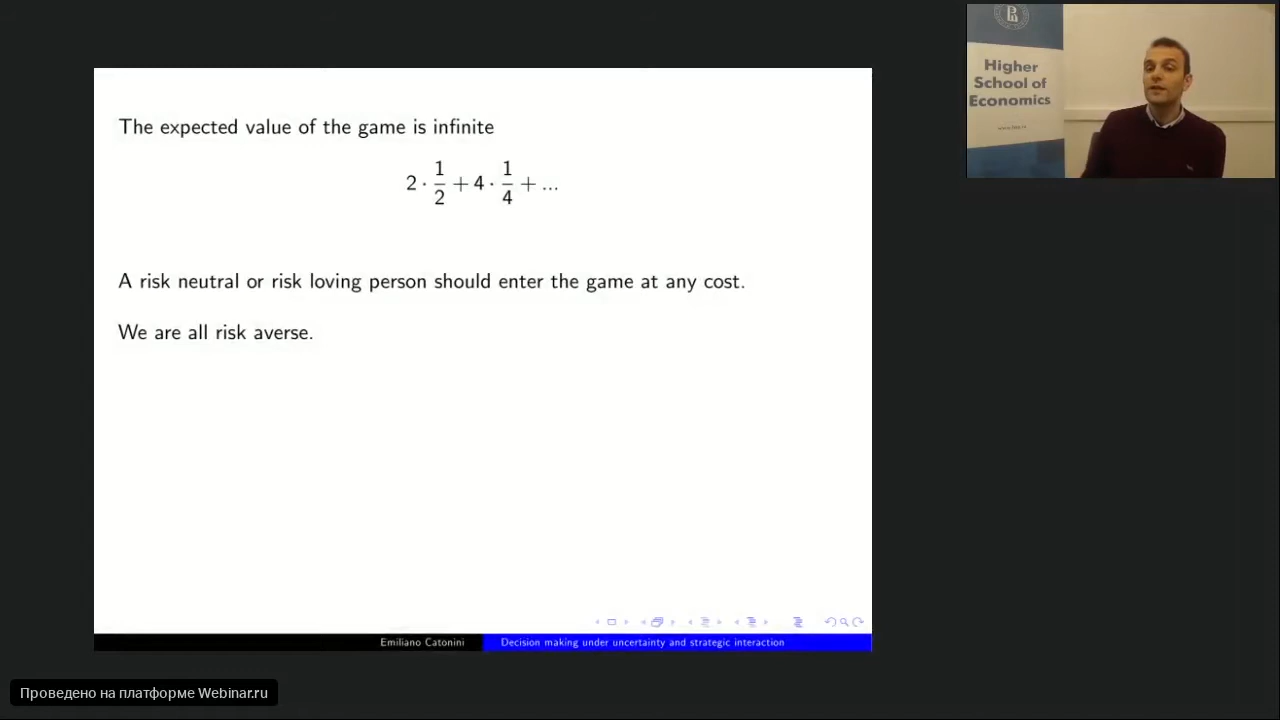 The expected value of the game is infinite
2 · 1/2 + 4 · 1/4 + ...
A risk neutral or risk loving person should enter the game at any cost.
We are all risk averse.
Emiliano Catonini
Decision making under uncertainty and strategic interaction
Higher
School of
Economics
Проведено на платформе Webinar.ru